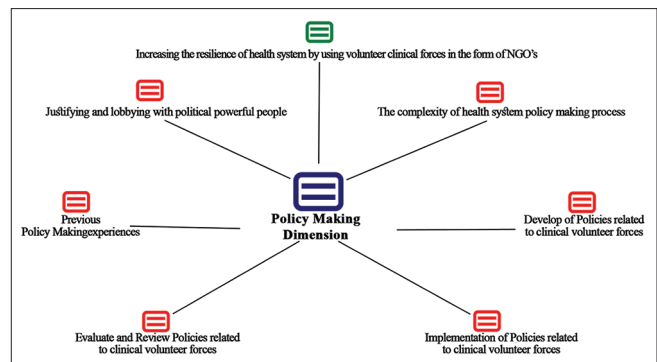 Increasing the resilience of health system by using volunteer clinical forces in the form of NGO's
Justifying and lobbying with political powerful people
The complexity of health system policy making process
Policy Making
Dimension
Previous
Policy Makingexperiences
Develop of Policies related
to clinical volunteer forces
Evaluate and Review Policies related
to clinical volunteer forces
Implementation of Policies related
to clinical volunteer forces